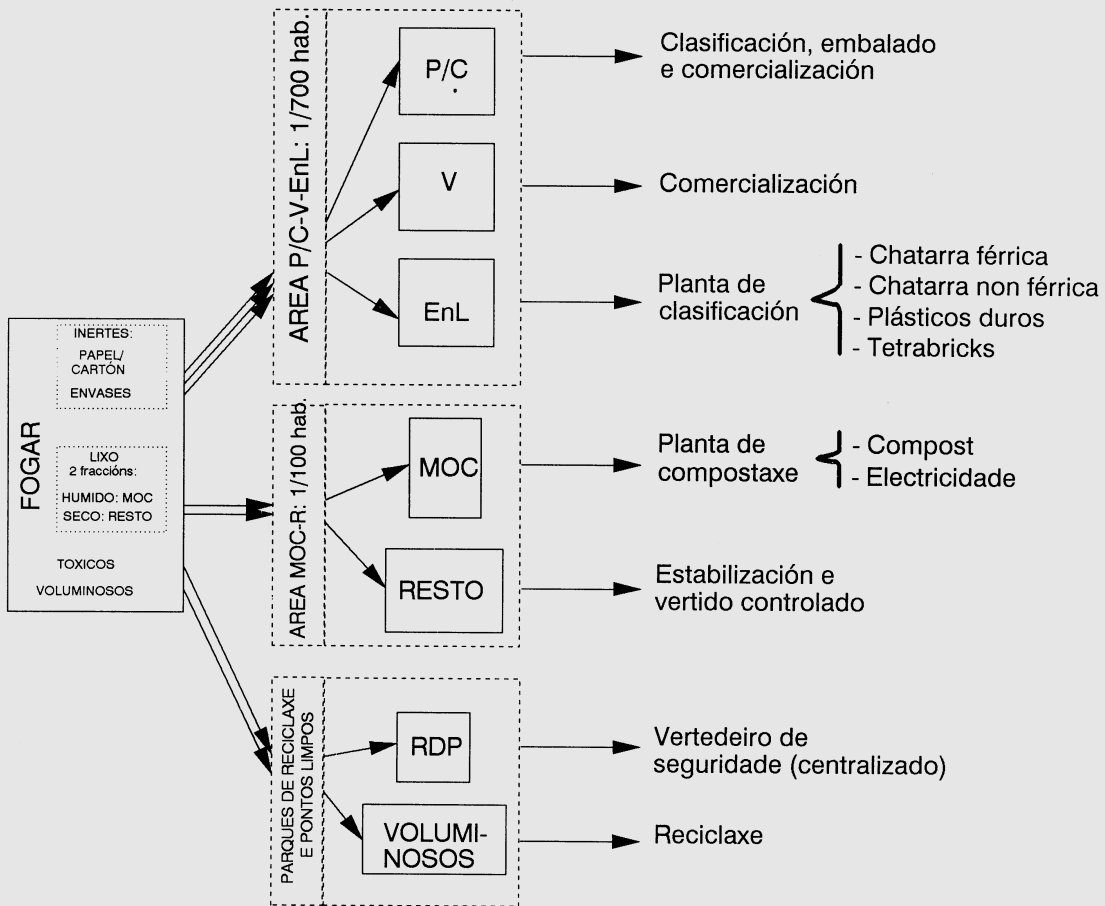 FOGAR
INERTES:
PAPEL/
CARTÓN
ENVASES
LIXO
2 fraccións:
HUMIDO: MOC
SECO: RESTO
TOXICOS
VOLUMINOSOS
AREA P/C-V-EnL: 1/700 hab.
P/C
V
EnL
Clasificación, embalado
e comercialización
Comercialización
Planta de
clasificación
- Chatarra férrica
- Chatarra non férrica
- Plásticos duros
- Tetrabricks
AREA MOC-R: 1/100 hab.
MOC
RESTO
Planta de
compostaxe
- Compost
- Electricidade
Estabilización e
vertido controlado
PARQUES DE RECICLAXE
E PONTOS LIMPOS
RDP
VOLUMI-
NOSOS
Vertedeiro de
seguridade (centralizado)
Reciclaxe